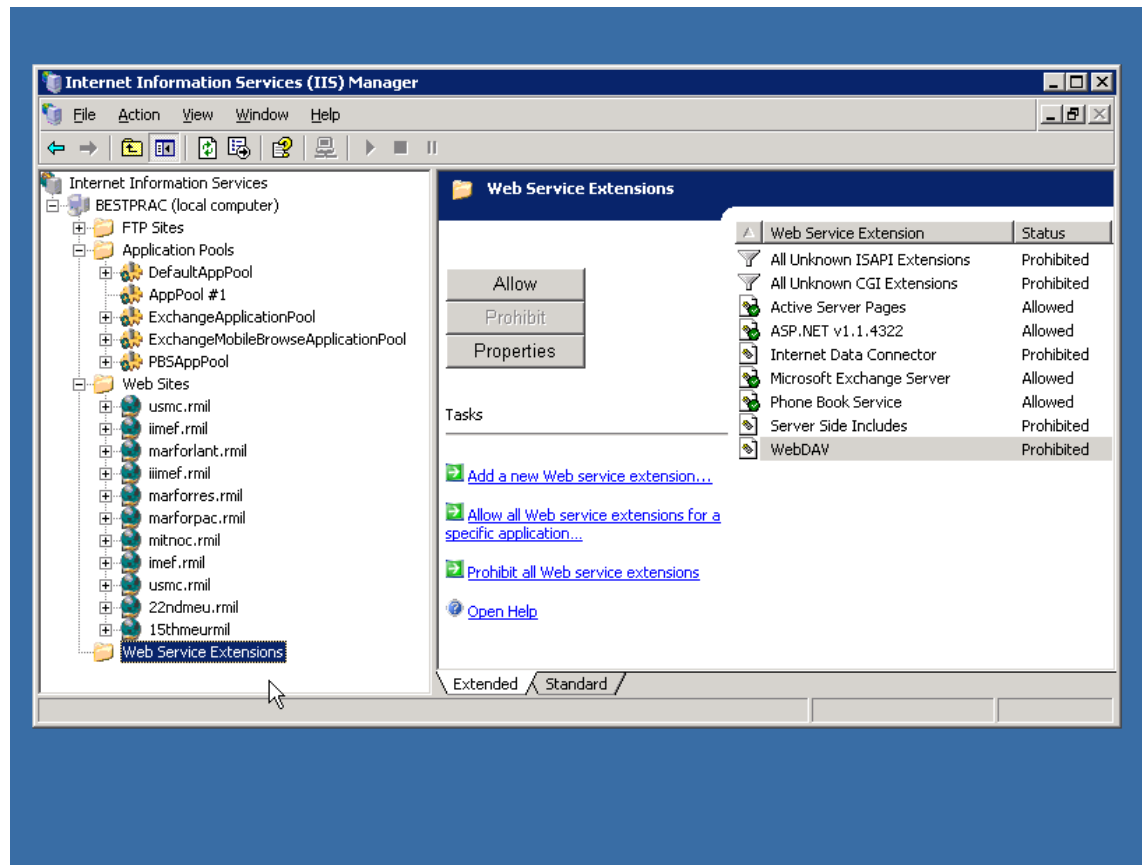 Internet Information Services (IIS) Manager
File Action View Window Help
Internet Information Services
BESTPRAC (local computer)
FTP Sites
Application Pools
DefaultAppPool
AppPool #1
ExchangeApplicationPool
ExchangeMobileBrowseApplicationPool
PBSAppPool
Web Sites
usmc.rmil
iimef.rmil
marforlant.rmil
iiimef.rmil
marforres.rmil
marforpac.rmil
mitnoc.rmil
imef.rmil
usmc.rmil
22ndmeu.rmil
15thmeurmil
Web Service Extensions
Web Service Extensions
Allow
Prohibit
Properties
Tasks
Add a new Web service extension...
Allow all Web service extensions for a
specific application...
Prohibit all Web service extensions
Open Help
Web Service Extension Status
All Unknown ISAPI Extensions Prohibited
All Unknown CGI Extensions Prohibited
Active Server Pages Allowed
ASP.NET v1.1.4322 Allowed
Internet Data Connector Prohibited
Microsoft Exchange Server Allowed
Phone Book Service Allowed
Server Side Includes Prohibited
WebDAV Prohibited
Extended Standard